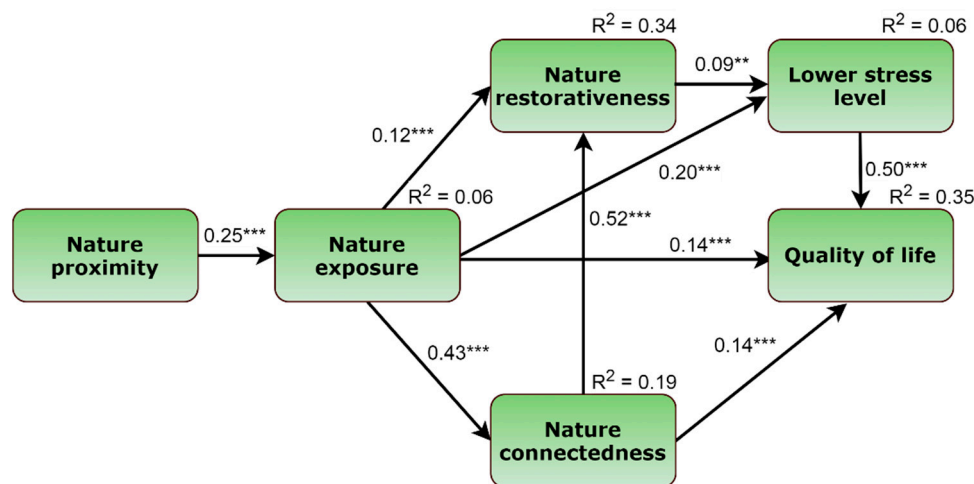 R² = 0.34
R² = 0.06
Nature
restorativeness
0.09**
Lower stress
level
0.12***
0.20***
0.50***
R² = 0.06
R² = 0.35
Nature
proximity
0.25***
Nature
exposure
0.52***
0.14***
Quality of life
0.43***
0.14***
R² = 0.19
Nature
connectedness